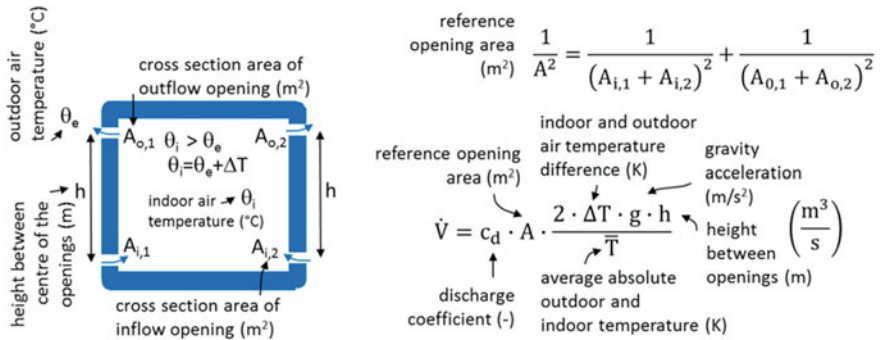 outdoor air
temperature (°C)
cross section area of
outflow opening (m²)
θe
Ao,1
θi > θe
Ao,2
θi=θe+ΔT
h
h
indoor air θi
temperature (°C)
height between
centre of the
openings (m)
Ai,1
Ai,2
cross section area of
inflow opening (m²)
reference
opening area
(m²)
1/A² = 1/(Ai,1 + Ai,2)² + 1/(A0,1 + Ao,2)²
indoor and outdoor
air temperature
difference (K)
reference opening
area (m²)
gravity
acceleration
(m/s²)
V̇ = cd · A · 2 · ΔT · g · h / T̅ (m³/s)
height
between
openings (m)
discharge
coefficient (-)
average absolute
outdoor and
indoor temperature (K)